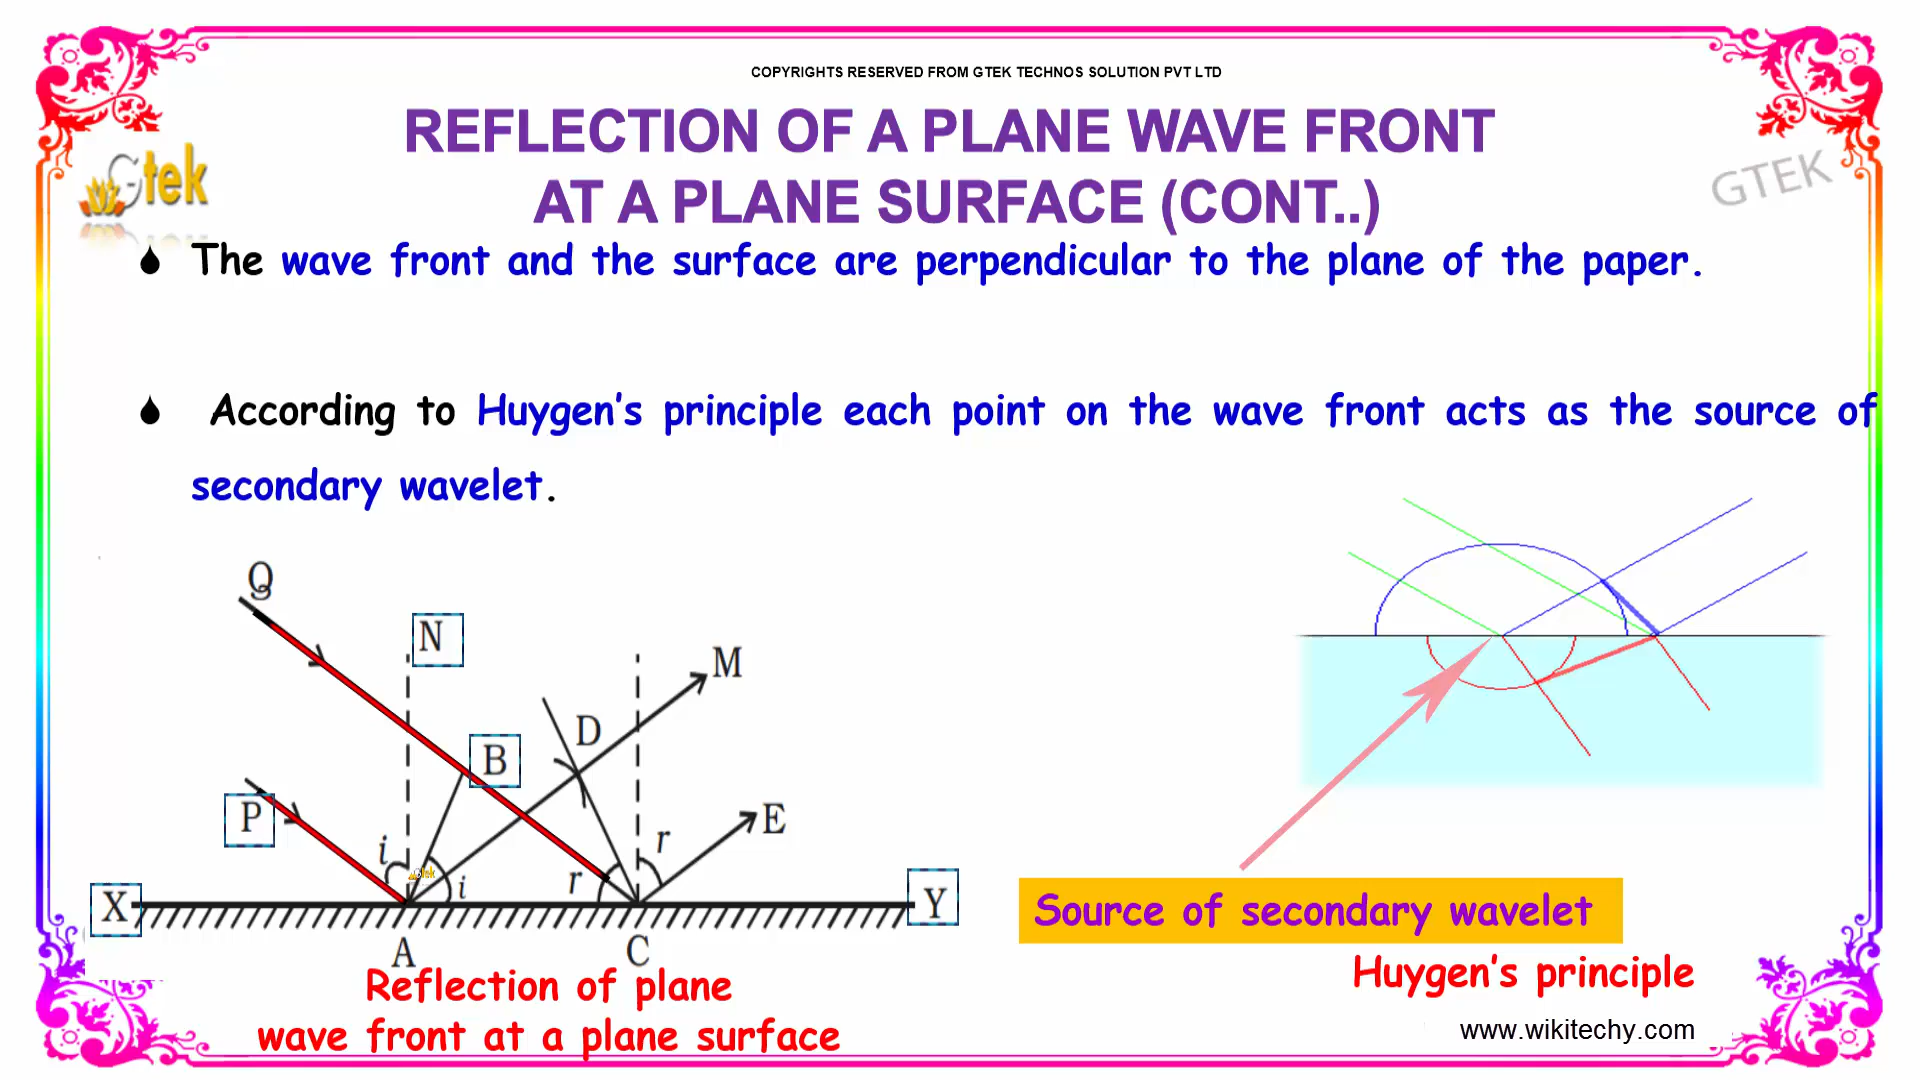 COPYRIGHTS RESERVED FROM GTEK TECHNOS SOLUTION PVT LTD
REFLECTION OF A PLANE WAVE FRONT
AT A PLANE SURFACE (CONT..)
Gtek
GTEK
The wave front and the surface are perpendicular to the plane of the paper.
According to Huygen's principle each point on the wave front acts as the source of
secondary wavelet.
Q
N
M
D
B
P
E
i
r
Gtek
i
r
X
Y
A
C
Reflection of plane
wave front at a plane surface
Source of secondary wavelet
Huygen's principle
www.wikitechy.com